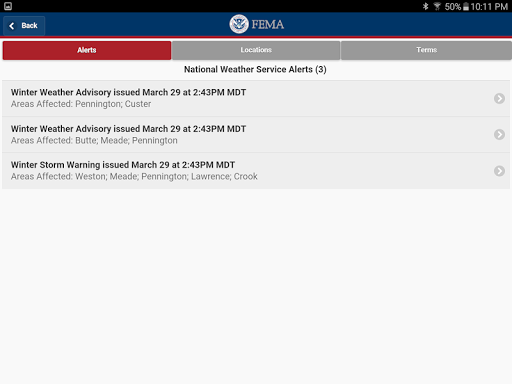 50% 10:11 PM
Back
FEMA
Alerts
Locations
Terms
National Weather Service Alerts (3)
Winter Weather Advisory issued March 29 at 2:43PM MDT
Areas Affected: Pennington; Custer
Winter Weather Advisory issued March 29 at 2:43PM MDT
Areas Affected: Butte; Meade; Pennington
Winter Storm Warning issued March 29 at 2:43PM MDT
Areas Affected: Weston; Meade; Pennington; Lawrence; Crook